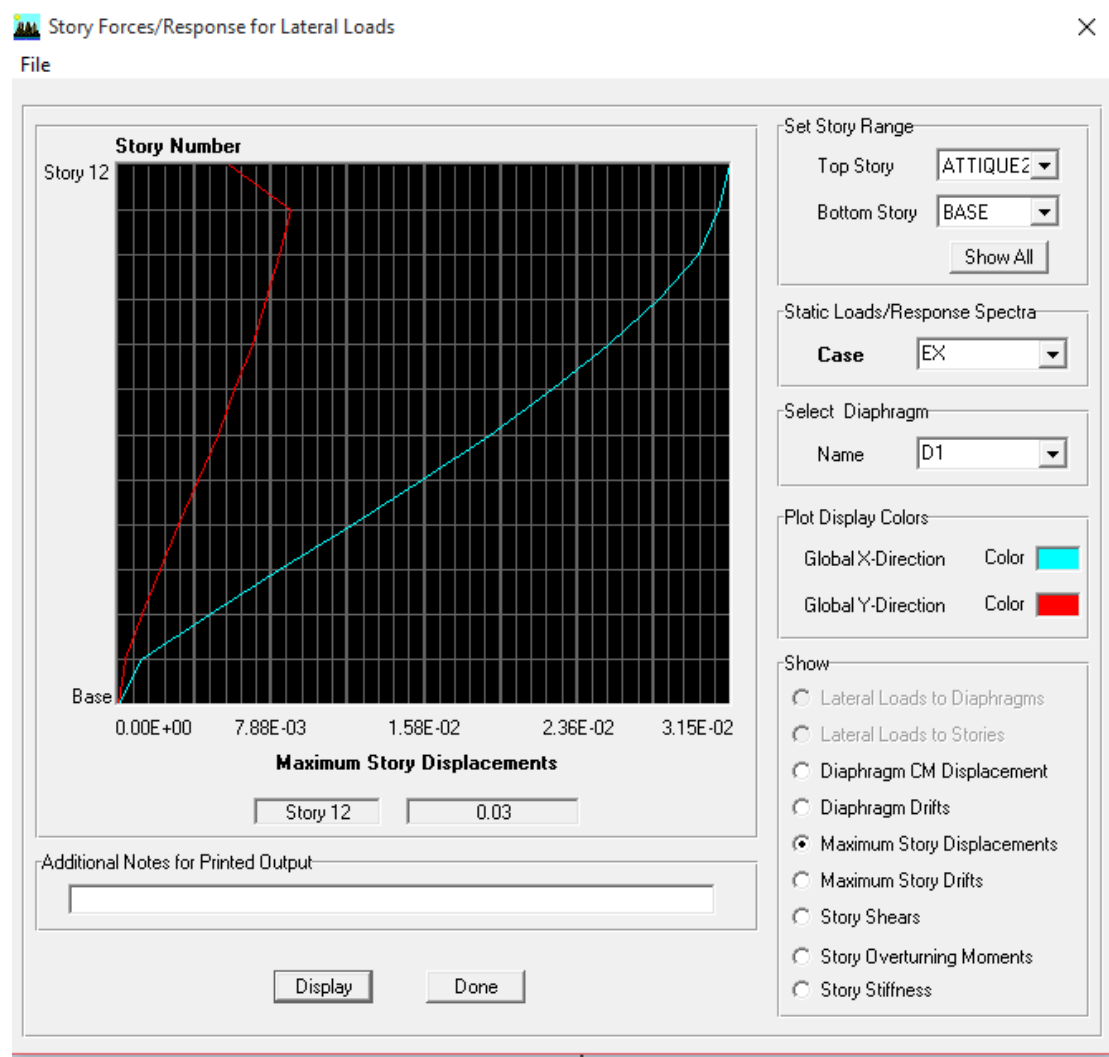 Story Forces/Response for Lateral Loads
File
Story Number
Story 12
Base
0.00E+00 7.88E-03 1.58E-02 2.36E-02 3.15E-02
Maximum Story Displacements
Story 12 0.03
Additional Notes for Printed Output
Display Done
Set Story Range
Top Story ATTIQUE2
Bottom Story BASE
Show All
Static Loads/Response Spectra
Case EX
Select Diaphragm
Name D1
Plot Display Colors
Global X-Direction Color
Global Y-Direction Color
Show
Lateral Loads to Diaphragms
Lateral Loads to Stories
Diaphragm CM Displacement
Diaphragm Drifts
Maximum Story Displacements
Maximum Story Drifts
Story Shears
Story Overturning Moments
Story Stiffness